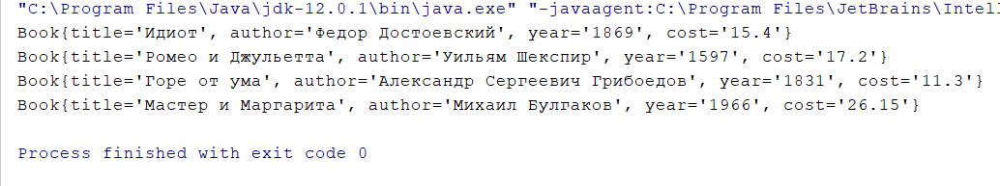 "C:\Program Files\Java\jdk-12.0.1\bin\java.exe" "-javaagent:C:\Program Files\JetBrains\Intell
Book{title='Идиот', author='Федор Достоевский', year='1869', cost='15.4'}
Book{title='Ромео и Джульетта', author='Уильям Шекспир', year='1597', cost='17.2'}
Book{title='Горе от ума', author='Александр Сергеевич Грибоедов', year='1831', cost='11.3'}
Book{title='Мастер и Маргарита', author='Михаил Булгаков', year='1966', cost='26.15'}
Process finished with exit code 0